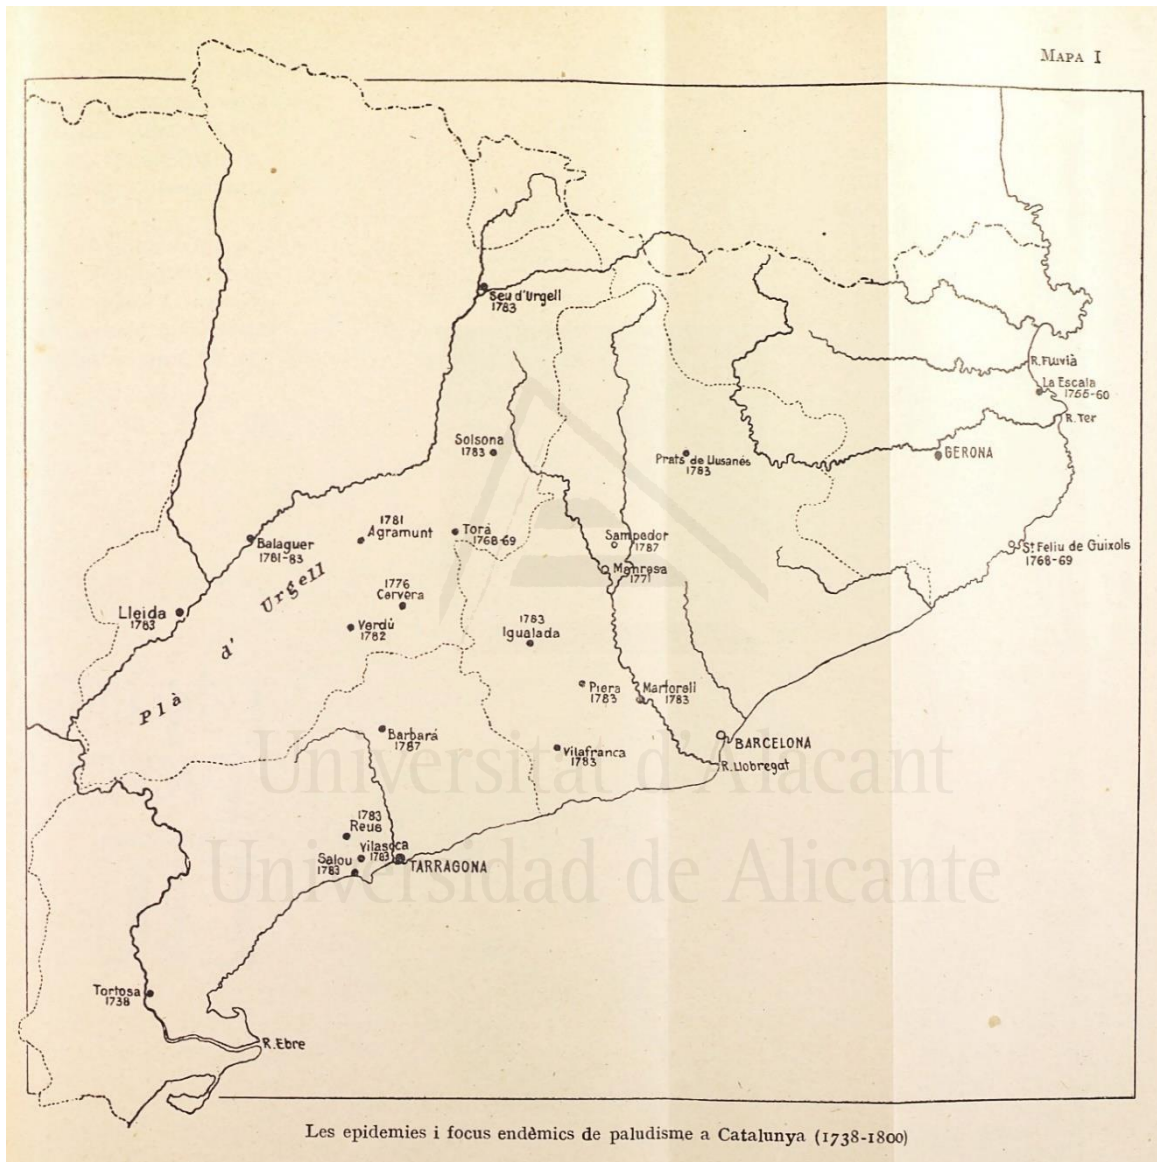 MAPA I
Seu d'Urgell
1783
R. Fluvià
La Escala
1755-60
R. Ter
Solsona
1783
Prats de Llusanés
1783
GERONA
1781
Agramunt
Torá
1768-69
Sampedor
1787
Balaguer
1781-83
St Feliu de Guixols
1768-69
Manresa
1771
Plà d' Urgell
1776
Cervera
Lleida
1783
Verdú
1782
1783
Igualada
Piera
1783
Martorell
1783
Barbará
1787
Vilafranca
1783
BARCELONA
R. Llobregat
Universitat d'Alacant
1783
Reus
Vilaseca
1783
Salou
1783
TARRAGONA
Universidad de Alicante
Tortosa
1738
R. Ebre
Les epidemies i focus endèmics de paludisme a Catalunya (1738-1800)